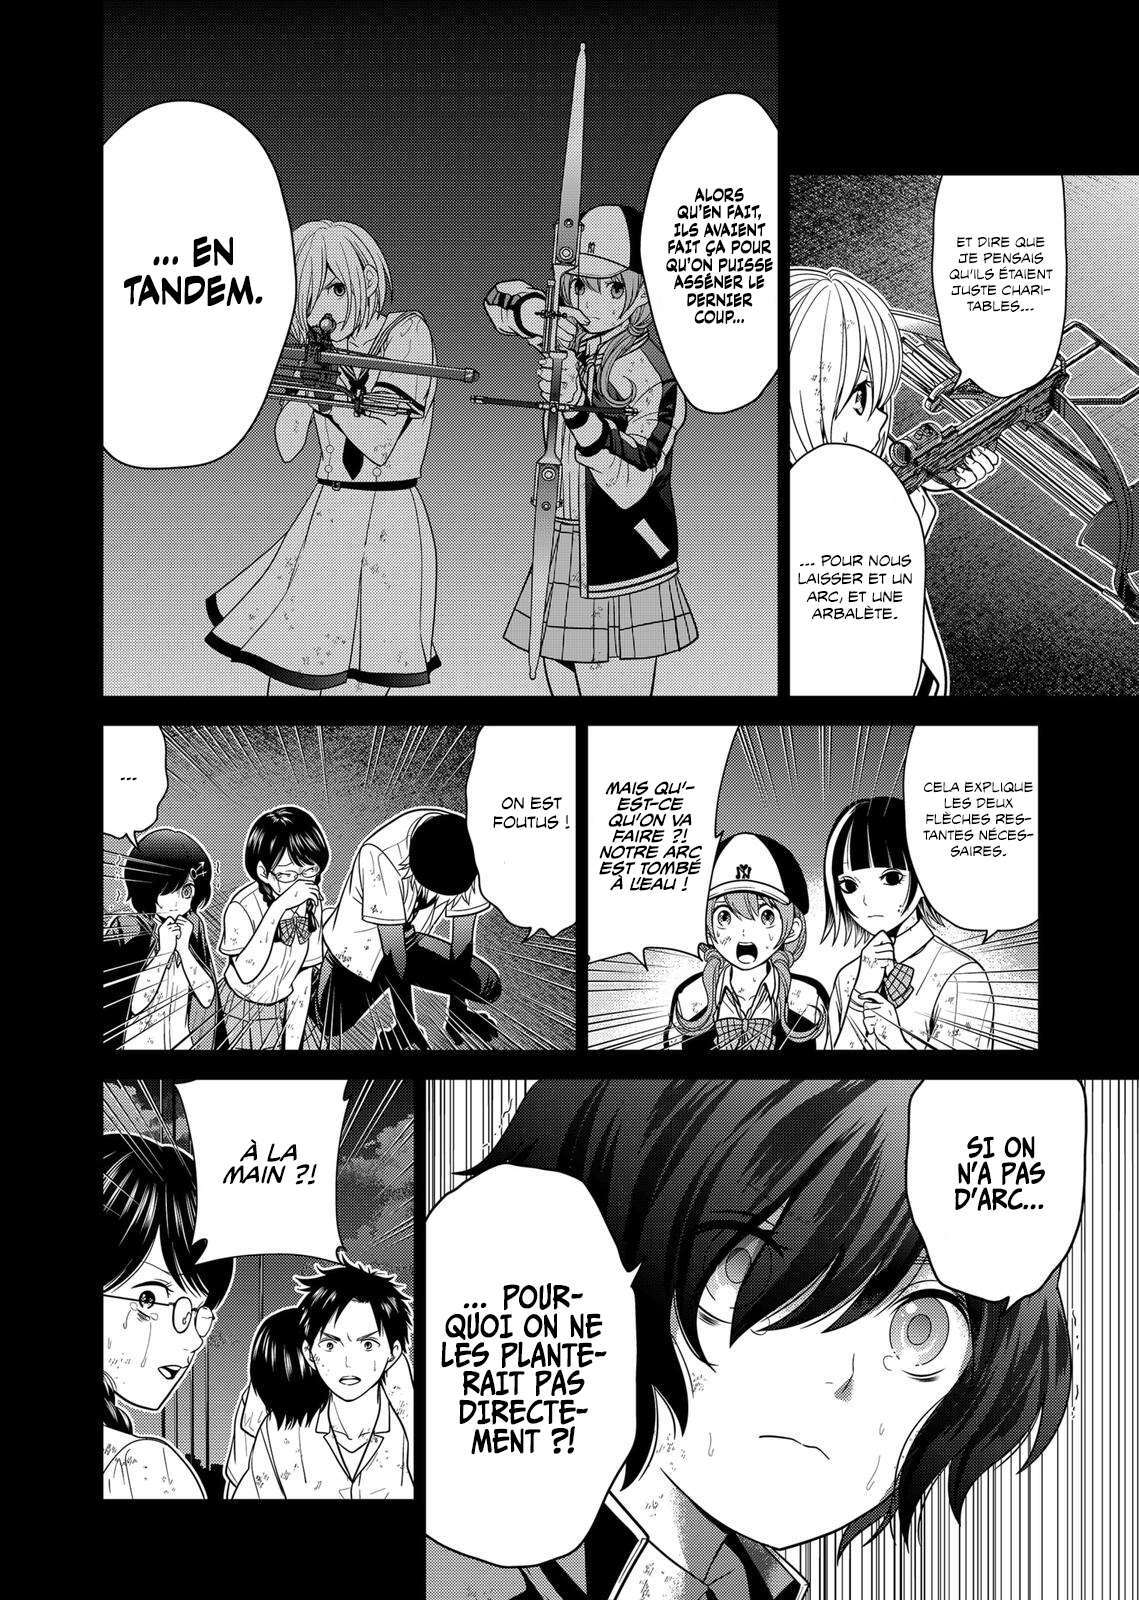 ET DIRE QUE
JE PENSAIS
QU'ILS ÉTAIENT
JUSTE CHARI-
TABLES...
... POUR NOUS
LAISSER ET UN
ARC, ET UNE
ARBALÈTE.
ALORS
QU'EN FAIT,
ILS AVAIENT
FAIT ÇA POUR
QU'ON PUISSE
ASSÉNER LE
DERNIER
COUP...
... EN
TANDEM.
CELA EXPLIQUE
LES DEUX
FLÈCHES RES-
TANTES NÉCES-
SAIRES.
MAIS QU'-
EST-CE
QU'ON VA
FAIRE ?!
NOTRE ARC
EST TOMBÉ
À L'EAU !
ON EST
FOUTUS !
...
SI ON
N'A PAS
D'ARC...
... POUR-
QUOI ON NE
LES PLANTE-
RAIT PAS
DIRECTE-
MENT ?!
À LA
MAIN ?!